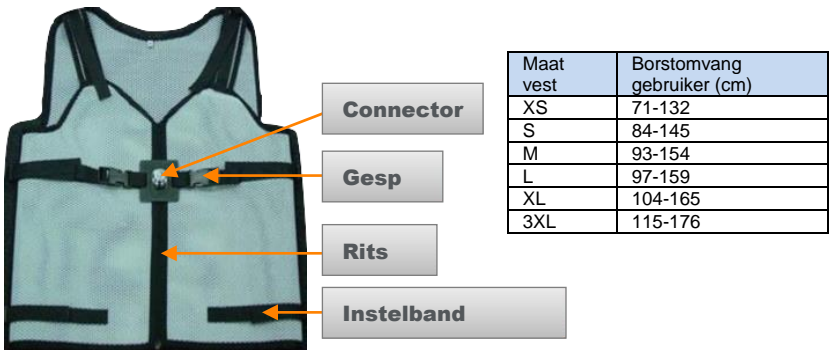 Connector
Gesp
Rits
Instelband
Maat vest Borstomvang gebruiker (cm)
XS 71-132
S 84-145
M 93-154
L 97-159
XL 104-165
3XL 115-176